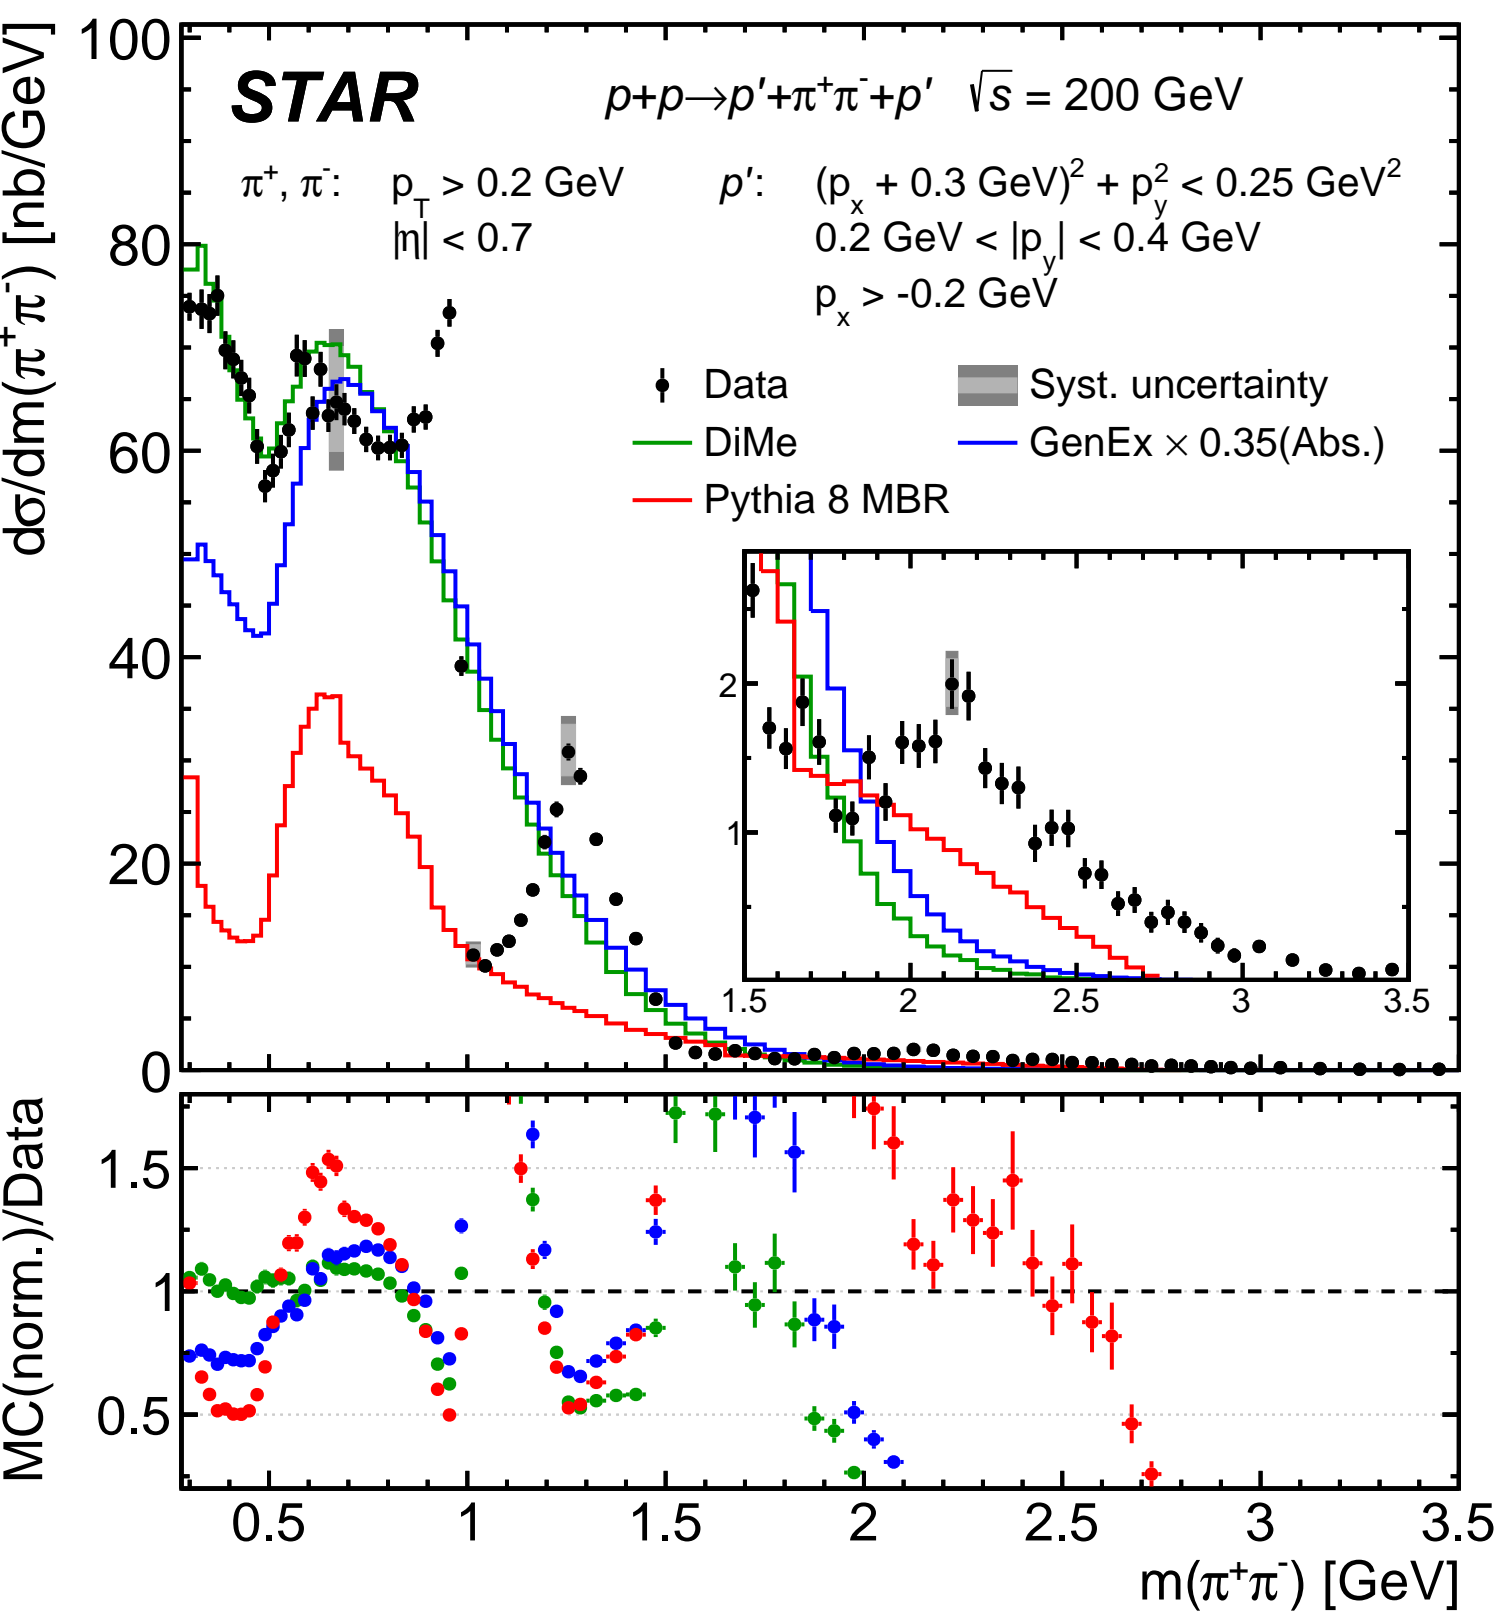 STAR
p+p→p′+π⁺π⁻+p′ √s = 200 GeV
π⁺, π⁻: p_T > 0.2 GeV p′: (p_x + 0.3 GeV)² + p_y² < 0.25 GeV²
|η| < 0.7 0.2 GeV < |p_y| < 0.4 GeV
p_x > -0.2 GeV
Data Syst. uncertainty
DiMe GenEx × 0.35(Abs.)
Pythia 8 MBR
dσ/dm(π⁺π⁻) [nb/GeV]
100
80
60
40
20
0
2
1
1.5 2 2.5 3 3.5
MC(norm.)/Data
1.5
1
0.5
0.5 1 1.5 2 2.5 3 3.5
m(π⁺π⁻) [GeV]